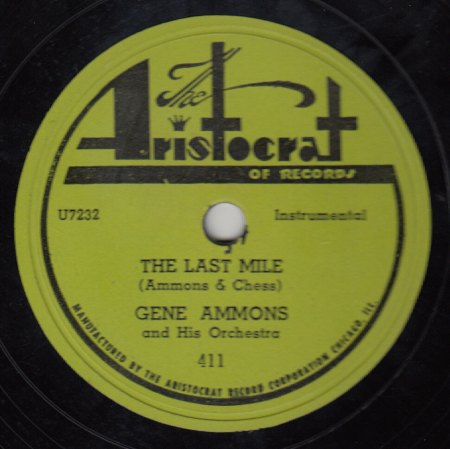 The
Aristocrat
OF RECORDS
U7232
Instrumental
THE LAST MILE
(Ammons & Chess)
GENE AMMONS
and His Orchestra
411
MANUFACTURED BY THE ARISTOCRAT RECORD CORPORATION CHICAGO, ILL.